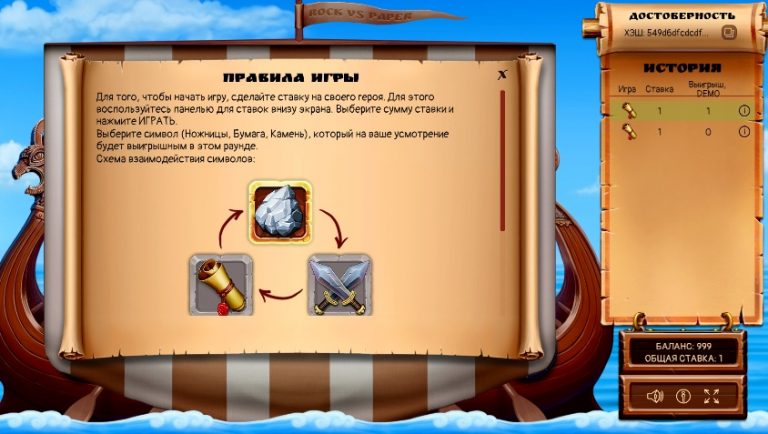 ROCK VS PAPER
ПРАВИЛА ИГРЫ
X
Для того, чтобы начать игру, сделайте ставку на своего героя. Для этого
воспользуйтесь панелью для ставок внизу экрана. Выберите сумму ставки и
нажмите ИГРАТЬ.
Выберите символ (Ножницы, Бумага, Камень), который на ваше усмотрение
будет выигрышным в этом раунде.
Схема взаимодействия символов:
ДОСТОВЕРНОСТЬ
ХЭШ: 549d6dfcdcdf...
ИСТОРИЯ
Игра Ставка Выигрыш, DEMO
1 1
1 0
БАЛАНС: 999
ОБЩАЯ СТАВКА: 1